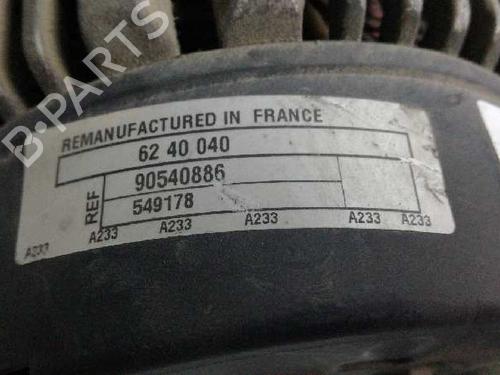 B-PARTS
REMANUFACTURED IN FRANCE
62 40 040
REF
90540886
549178
A233 A233 A233 A233 A233 A233